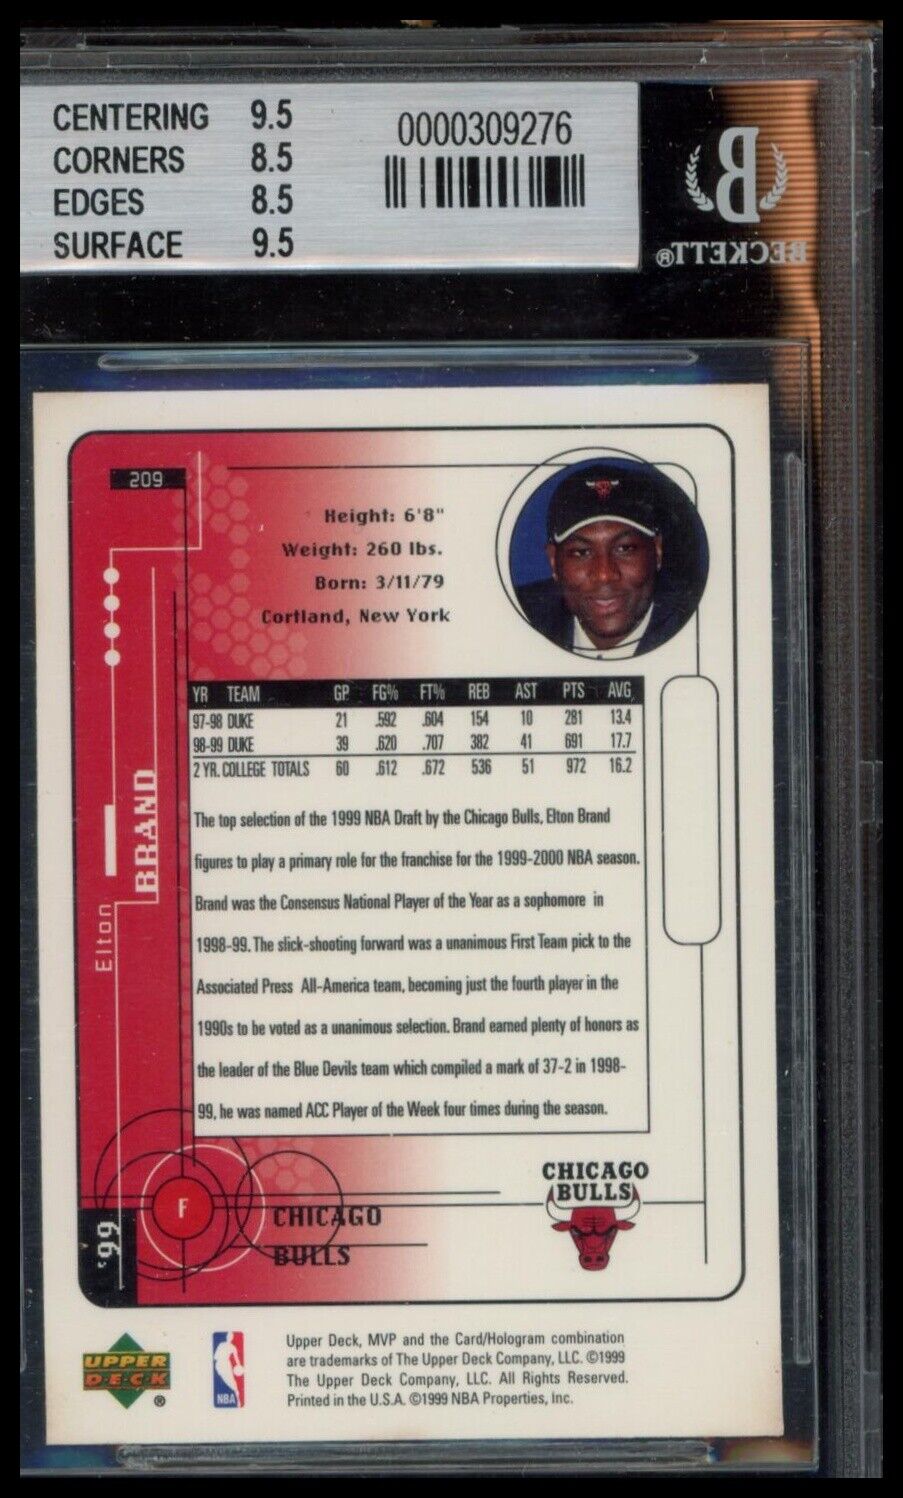 CENTERING 9.5
CORNERS 8.5
EDGES 8.5
SURFACE 9.5
0000309276
B
BECKETT®
209
Height: 6'8"
Weight: 260 lbs.
Born: 3/11/79
Cortland, New York
YR TEAM GP FG% FT% REB AST PTS AVG
97-98 DUKE 21 .592 .604 154 10 281 13.4
98-99 DUKE 39 .620 .707 382 41 691 17.7
2 YR. COLLEGE TOTALS 60 .612 .672 536 51 972 16.2
Elton
BRAND
The top selection of the 1999 NBA Draft by the Chicago Bulls, Elton Brand
figures to play a primary role for the franchise for the 1999-2000 NBA season.
Brand was the Consensus National Player of the Year as a sophomore in
1998-99. The slick-shooting forward was a unanimous First Team pick to the
Associated Press All-America team, becoming just the fourth player in the
1990s to be voted as a unanimous selection. Brand earned plenty of honors as
the leader of the Blue Devils team which compiled a mark of 37-2 in 1998-
99, he was named ACC Player of the Week four times during the season.
'99
F
CHICAGO
BULLS
CHICAGO
BULLS
UPPER
DECK
®
NBA
Upper Deck, MVP and the Card/Hologram combination
are trademarks of The Upper Deck Company, LLC. ©1999
The Upper Deck Company, LLC. All Rights Reserved.
Printed in the U.S.A. ©1999 NBA Properties, Inc.